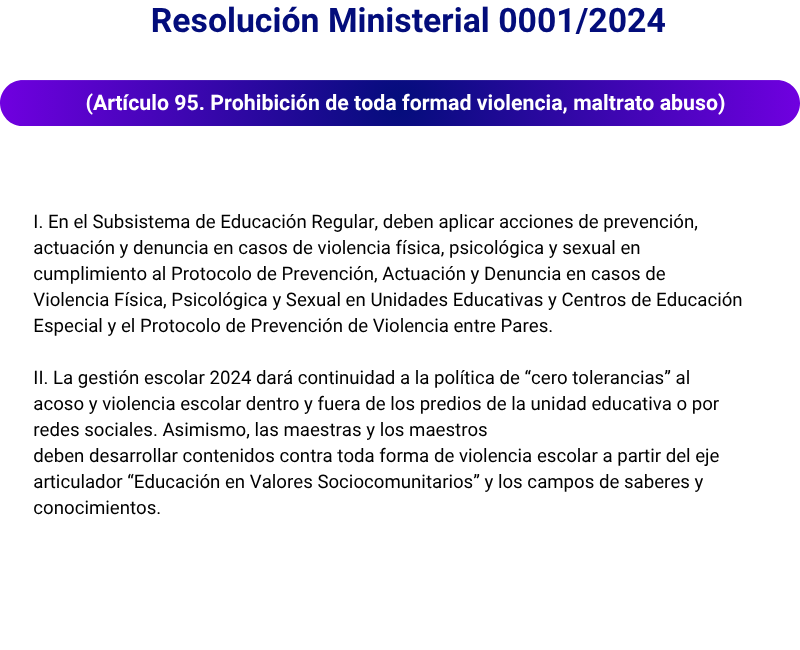 Resolución Ministerial 0001/2024
(Artículo 95. Prohibición de toda formad violencia, maltrato abuso)
I. En el Subsistema de Educación Regular, deben aplicar acciones de prevención,
actuación y denuncia en casos de violencia física, psicológica y sexual en
cumplimiento al Protocolo de Prevención, Actuación y Denuncia en casos de
Violencia Física, Psicológica y Sexual en Unidades Educativas y Centros de Educación
Especial y el Protocolo de Prevención de Violencia entre Pares.
II. La gestión escolar 2024 dará continuidad a la política de “cero tolerancias” al
acoso y violencia escolar dentro y fuera de los predios de la unidad educativa o por
redes sociales. Asimismo, las maestras y los maestros
deben desarrollar contenidos contra toda forma de violencia escolar a partir del eje
articulador “Educación en Valores Sociocomunitarios” y los campos de saberes y
conocimientos.